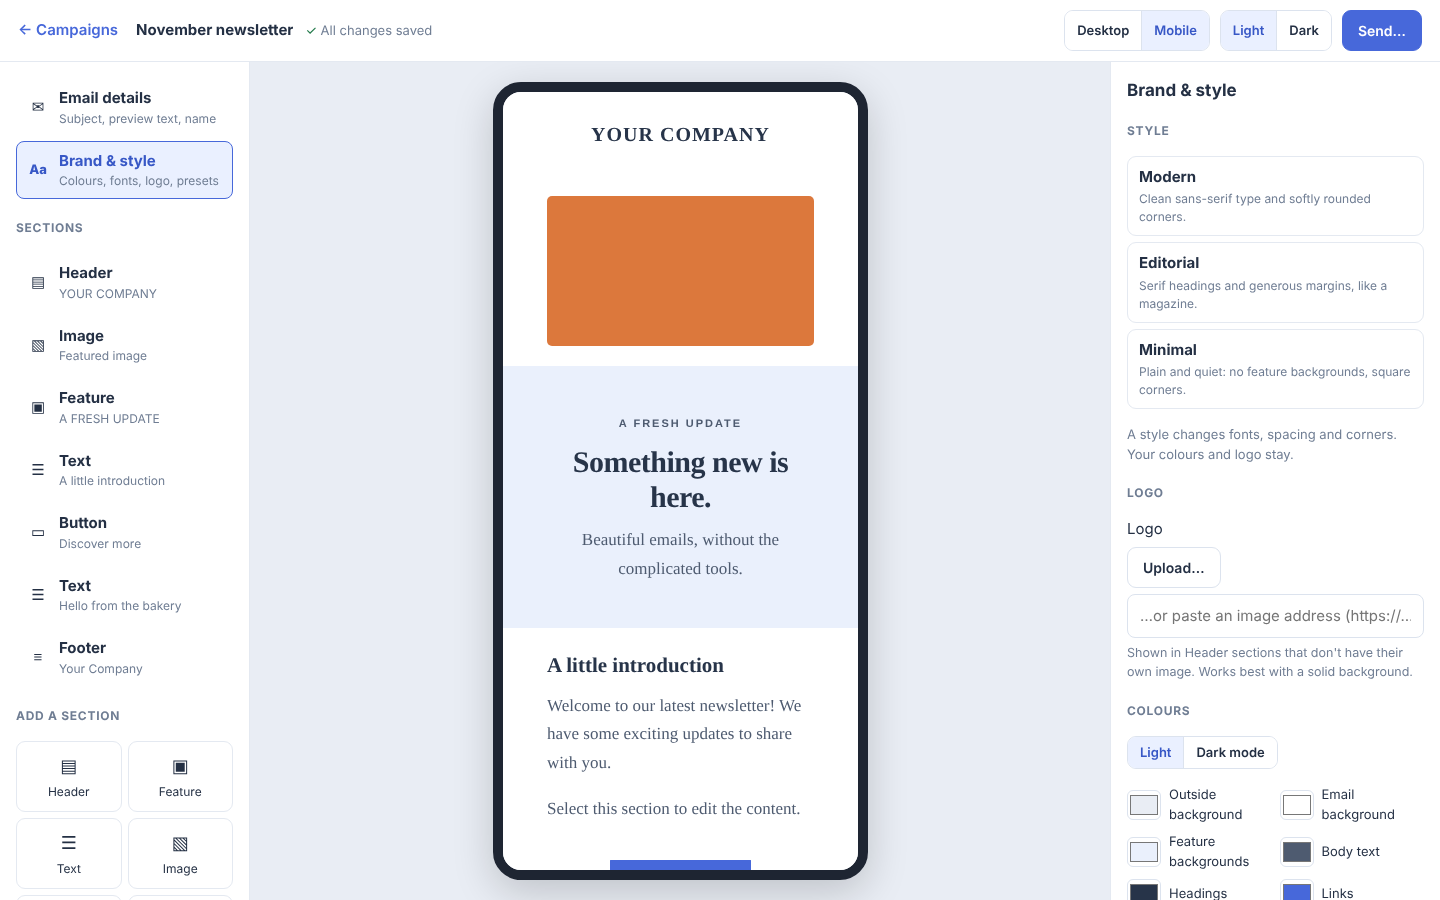 ← Campaigns
November newsletter
✓ All changes saved
Desktop
Mobile
Light
Dark
Send...
Email details
Subject, preview text, name
Aa
Brand & style
Colours, fonts, logo, presets
SECTIONS
Header
YOUR COMPANY
Image
Featured image
Feature
A FRESH UPDATE
Text
A little introduction
Button
Discover more
Text
Hello from the bakery
Footer
Your Company
ADD A SECTION
Header
Feature
Text
Image
YOUR COMPANY
A FRESH UPDATE
Something new is
here.
Beautiful emails, without the
complicated tools.
A little introduction
Welcome to our latest newsletter! We
have some exciting updates to share
with you.
Select this section to edit the content.
Brand & style
STYLE
Modern
Clean sans-serif type and softly rounded
corners.
Editorial
Serif headings and generous margins, like a
magazine.
Minimal
Plain and quiet: no feature backgrounds, square
corners.
A style changes fonts, spacing and corners.
Your colours and logo stay.
LOGO
Logo
Upload...
...or paste an image address (https://...
Shown in Header sections that don't have their
own image. Works best with a solid background.
COLOURS
Light
Dark mode
Outside
background
Email
background
Feature
backgrounds
Body text
Headings
Links